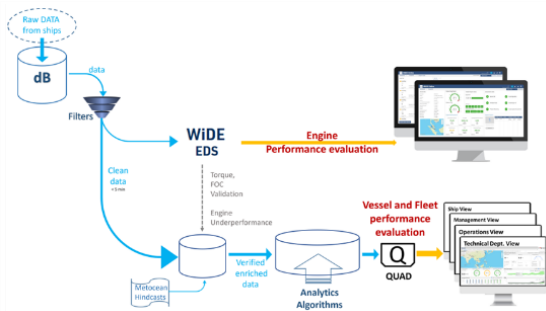 Raw DATA
from ships
dB
data
Filters
WiDE
EDS
Engine
Performance evaluation
Clean
data
Torque,
FOC
Validation
Engine
Underperformance
Vessel and Fleet
performance
evaluation
Ship View
Management View
Operations View
Technical Dept. View
Verified
enriched
data
Q
QUAD
Metocean
Hindcasts
Analytics
Algorithms